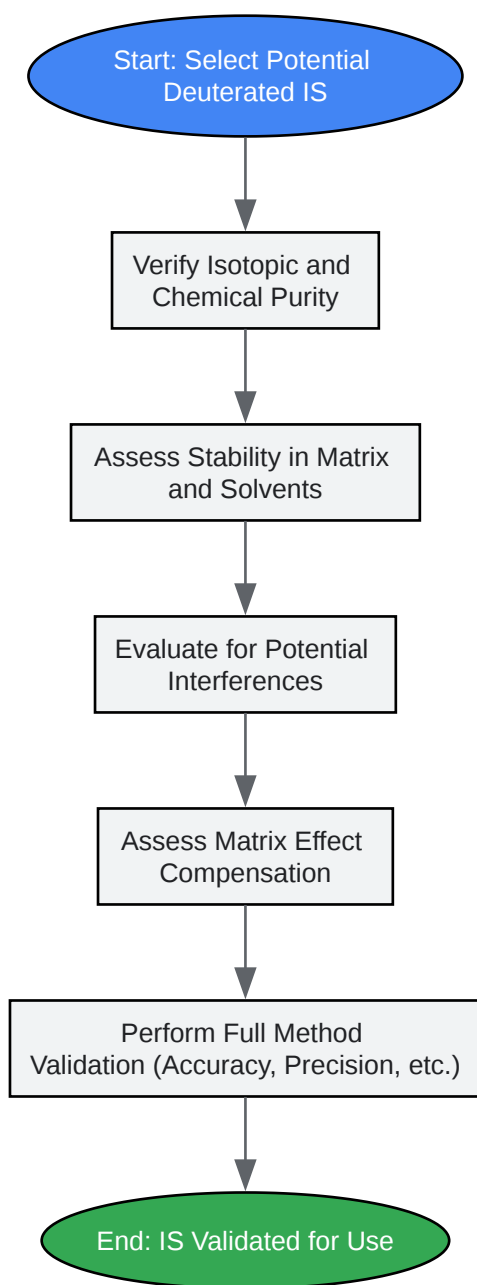 Start: Select Potential
Deuterated IS
Verify Isotopic and
Chemical Purity
Assess Stability in Matrix
and Solvents
Evaluate for Potential
Interferences
Assess Matrix Effect
Compensation
Perform Full Method
Validation (Accuracy, Precision, etc.)
End: IS Validated for Use